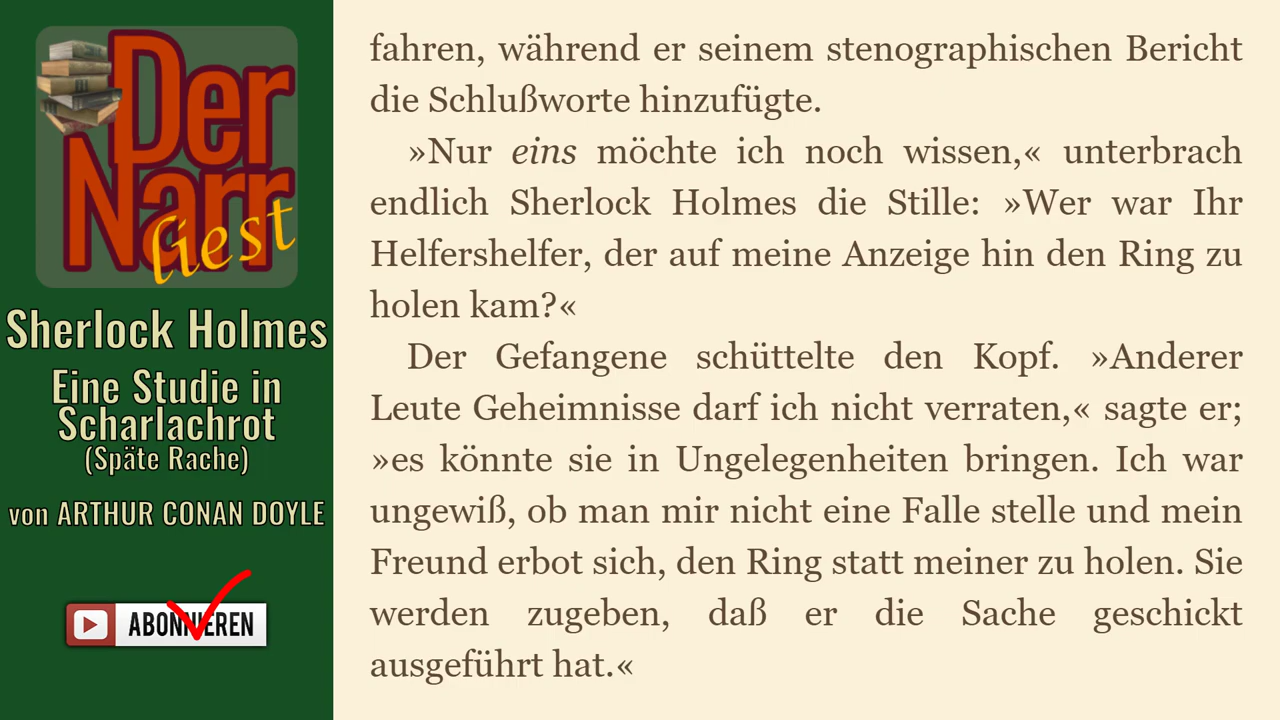 Der
Narr
liest
Sherlock Holmes
Eine Studie in
Scharlachrot
(Späte Rache)
von ARTHUR CONAN DOYLE
ABONNIEREN
fahren, während er seinem stenographischen Bericht
die Schlußworte hinzufügte.
»Nur eins möchte ich noch wissen,« unterbrach
endlich Sherlock Holmes die Stille: »Wer war Ihr
Helfershelfer, der auf meine Anzeige hin den Ring zu
holen kam?«
Der Gefangene schüttelte den Kopf. »Anderer
Leute Geheimnisse darf ich nicht verraten,« sagte er;
»es könnte sie in Ungelegenheiten bringen. Ich war
ungewiß, ob man mir nicht eine Falle stelle und mein
Freund erbot sich, den Ring statt meiner zu holen. Sie
werden zugeben, daß er die Sache geschickt
ausgeführt hat.«